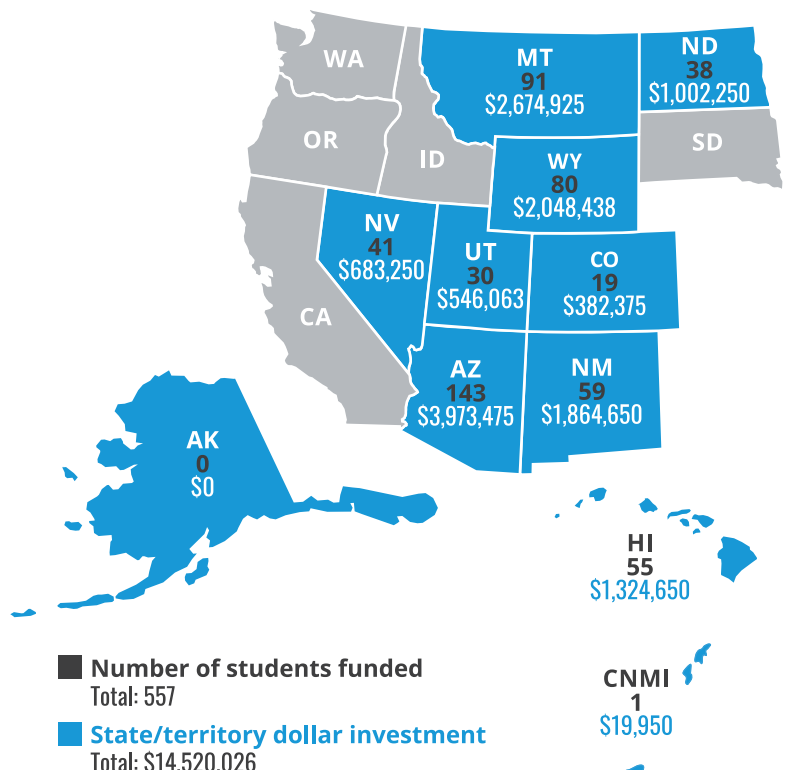 WA
MT
91
$2,674,925
ND
38
$1,002,250
OR
ID
SD
WY
80
$2,048,438
NV
41
$683,250
UT
30
$546,063
CO
19
$382,375
CA
AZ
143
$3,973,475
NM
59
$1,864,650
AK
0
$0
HI
55
$1,324,650
Number of students funded
Total: 557
State/territory dollar investment
Total: $14,520,026
CNMI
1
$19,950